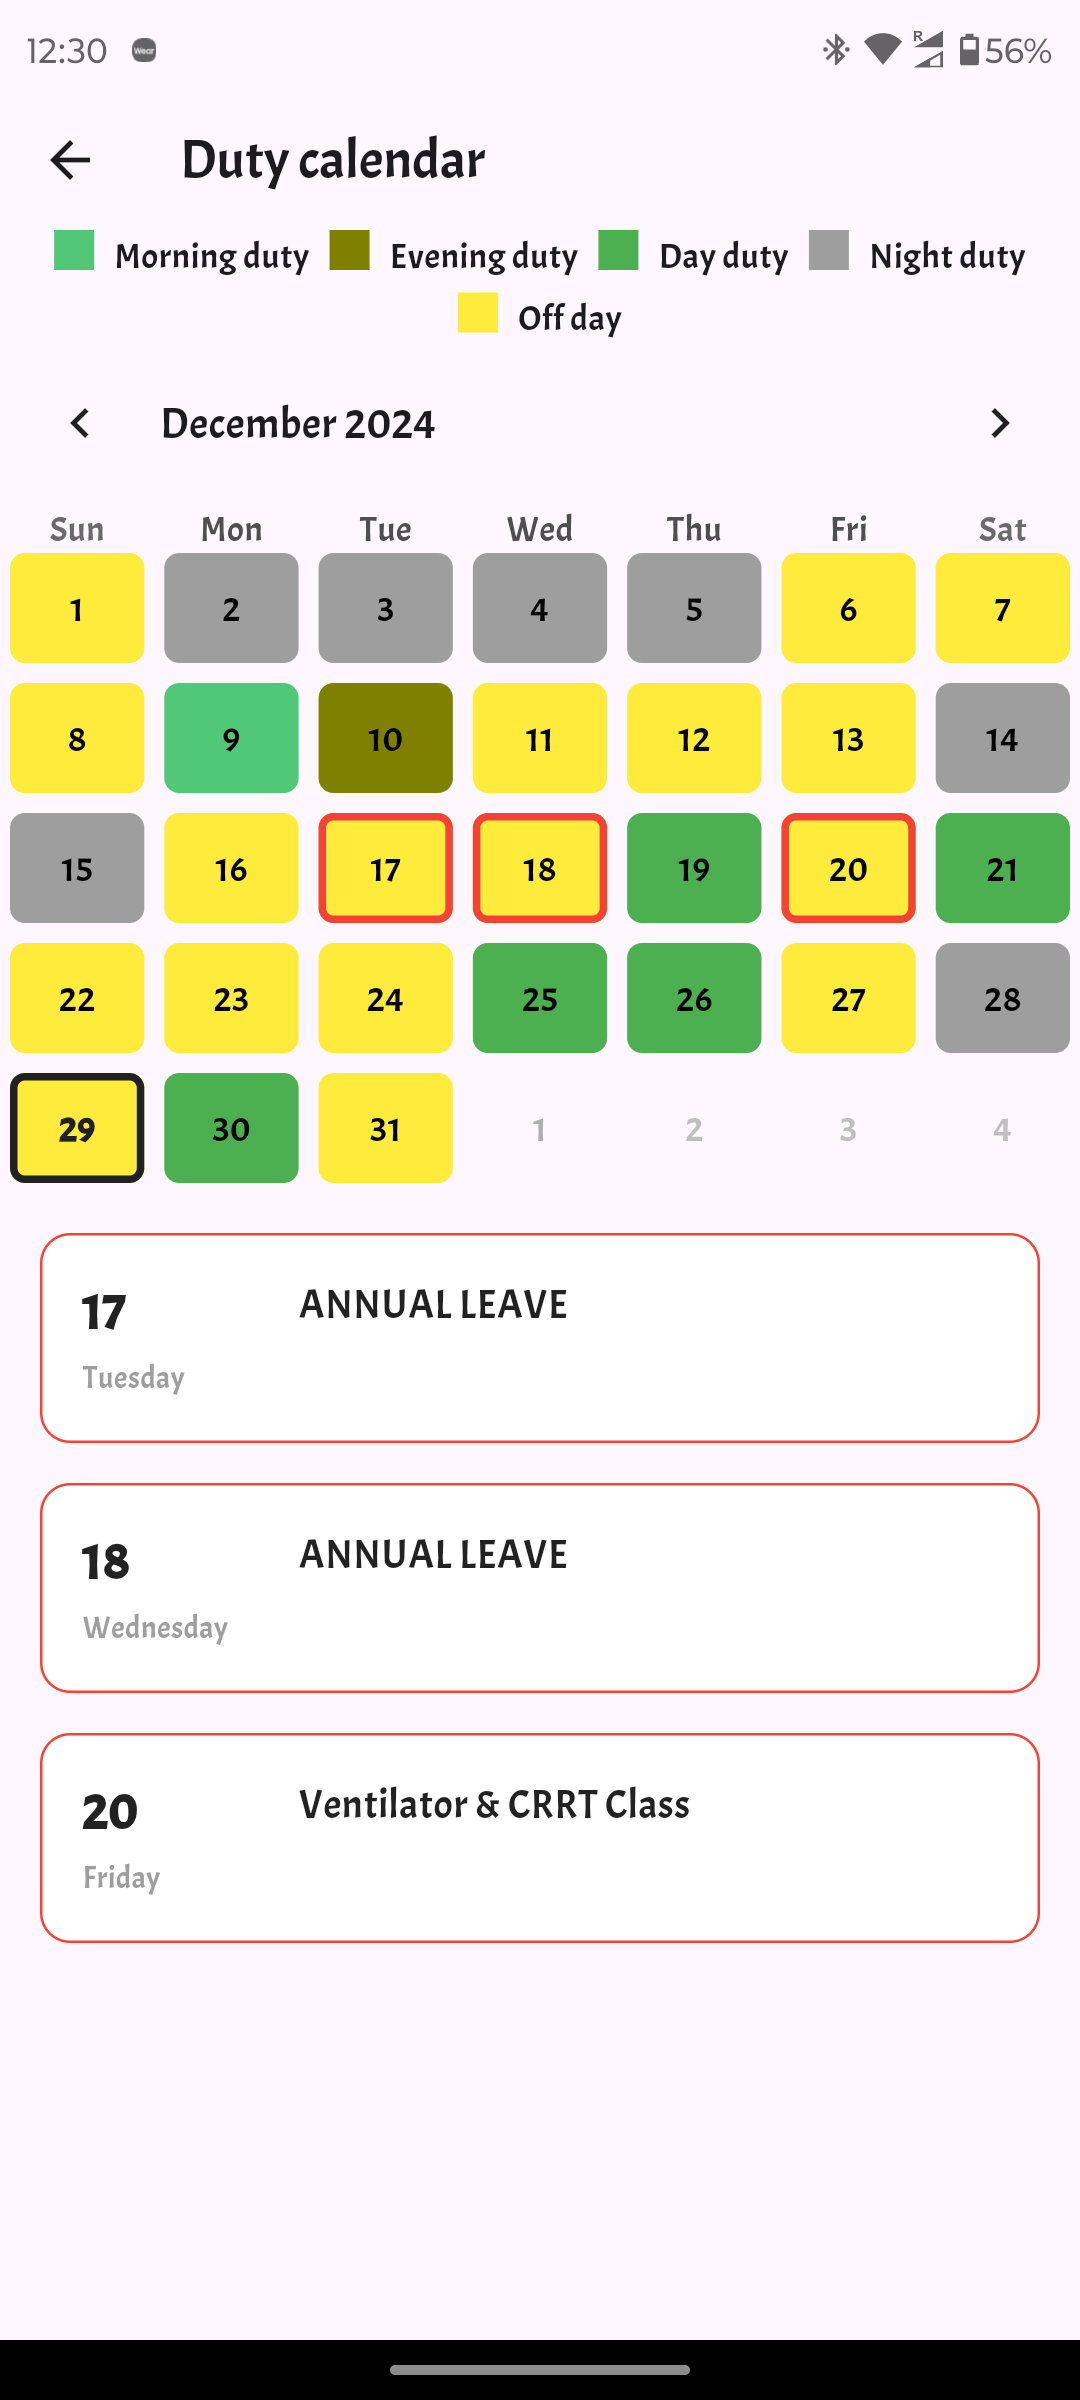 12:30 Wear R 56%
Duty calendar
Morning duty Evening duty Day duty Night duty
Off day
December 2024
Sun Mon Tue Wed Thu Fri Sat
1 2 3 4 5 6 7
8 9 10 11 12 13 14
15 16 17 18 19 20 21
22 23 24 25 26 27 28
29 30 31 1 2 3 4
17 ANNUAL LEAVE
Tuesday
18 ANNUAL LEAVE
Wednesday
20 Ventilator & CRRT Class
Friday